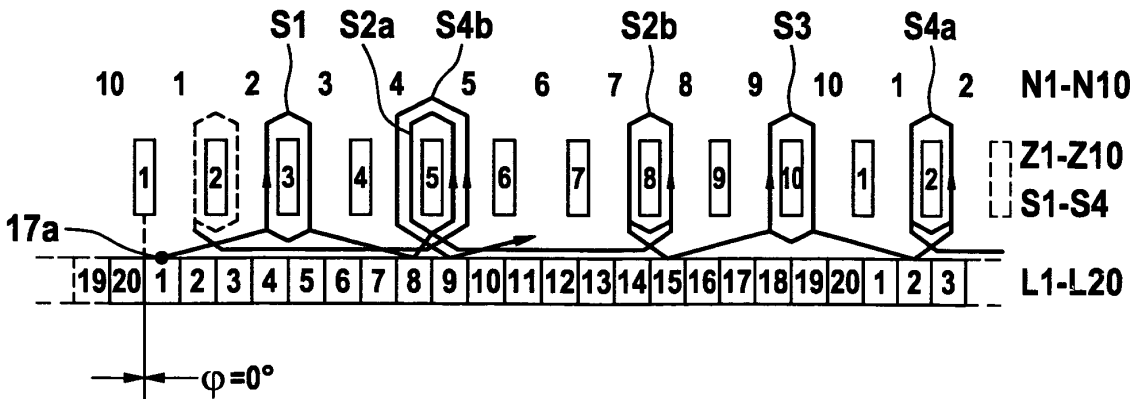 S1 S2a S4b S2b S3 S4a
10 1 2 3 4 5 6 7 8 9 10 1 2 N1-N10
1 2 3 4 5 6 7 8 9 10 1 2 Z1-Z10
S1-S4
17a
19 20 1 2 3 4 5 6 7 8 9 10 11 12 13 14 15 16 17 18 19 20 1 2 3 L1-L20
φ=0°